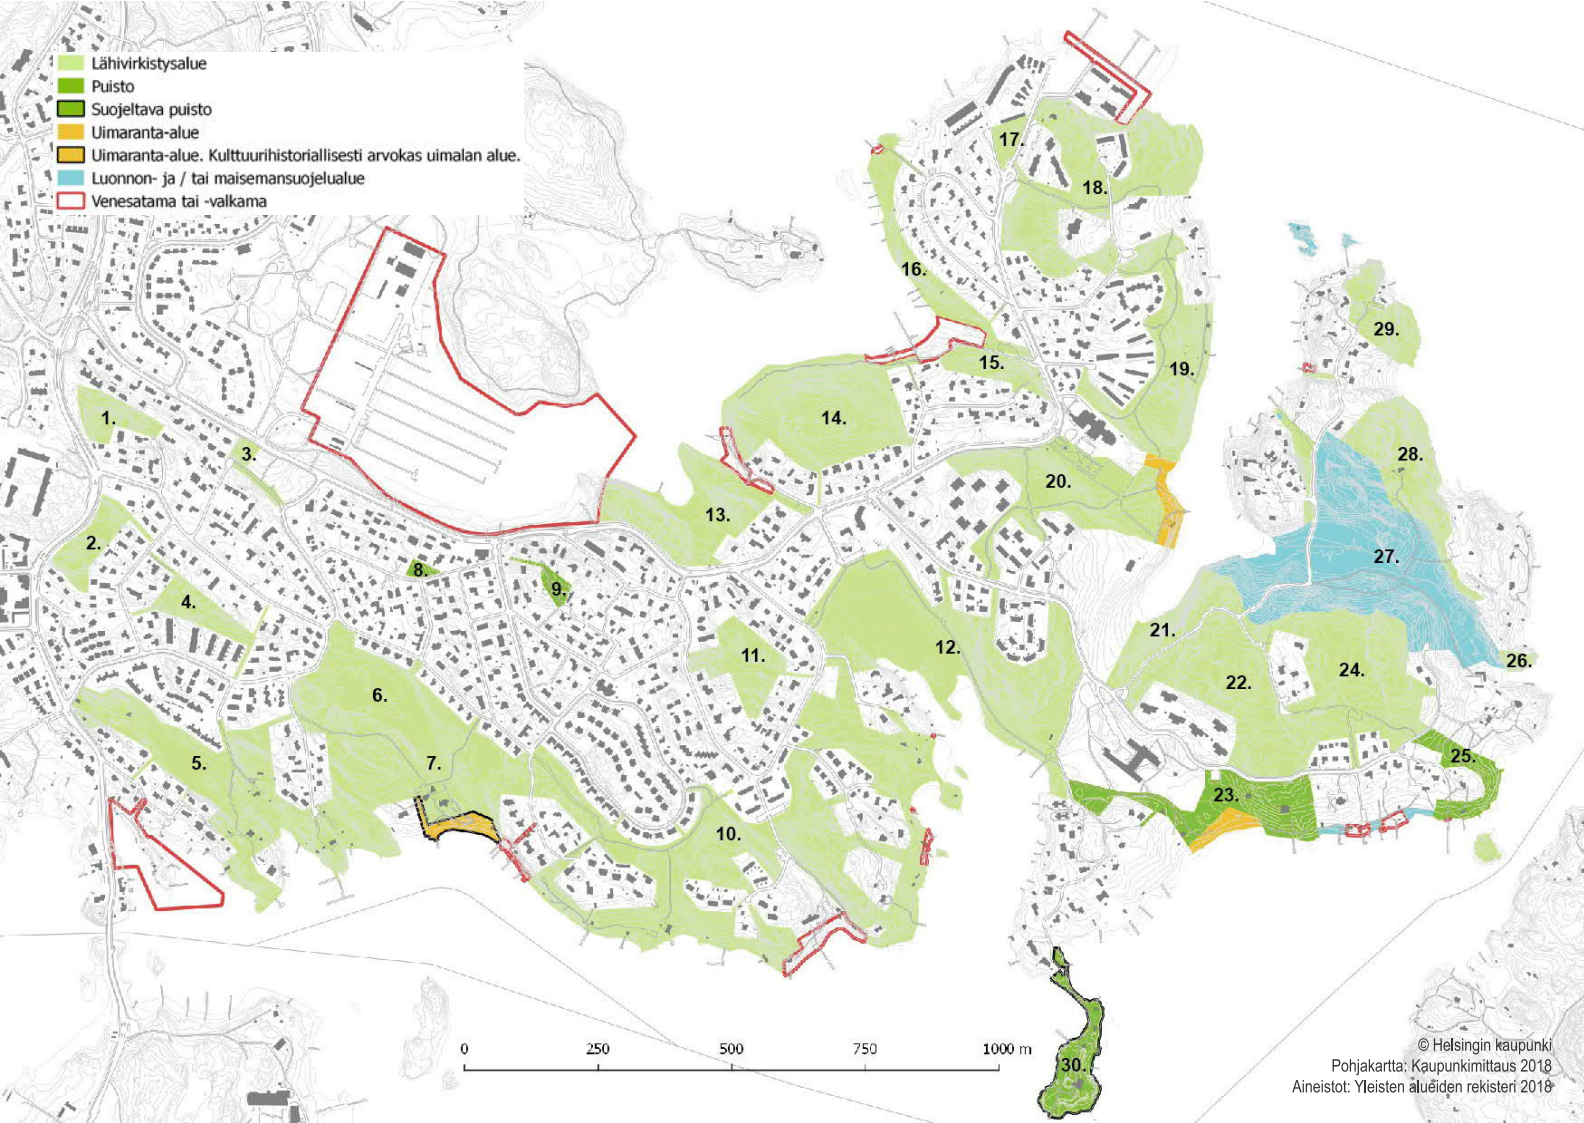 Lähivirkistysalue
Puisto
Suojeltava puisto
Uimaranta-alue
Uimaranta-alue. Kulttuurihistoriallisesti arvokas uimalan alue.
Luonnon- ja / tai maisemansuojelualue
Venesatama tai -valkama
17.
18.
16.
29.
15.
19.
1.
14.
3.
28.
20.
13.
2.
27.
8.
9.
4.
21.
12.
11.
26.
24.
22.
6.
25.
5.
7.
23.
10.
0 250 500 750 1000 m
30.
© Helsingin kaupunki
Pohjakartta: Kaupunkimittaus 2018
Aineistot: Yleisten alueiden rekisteri 2018